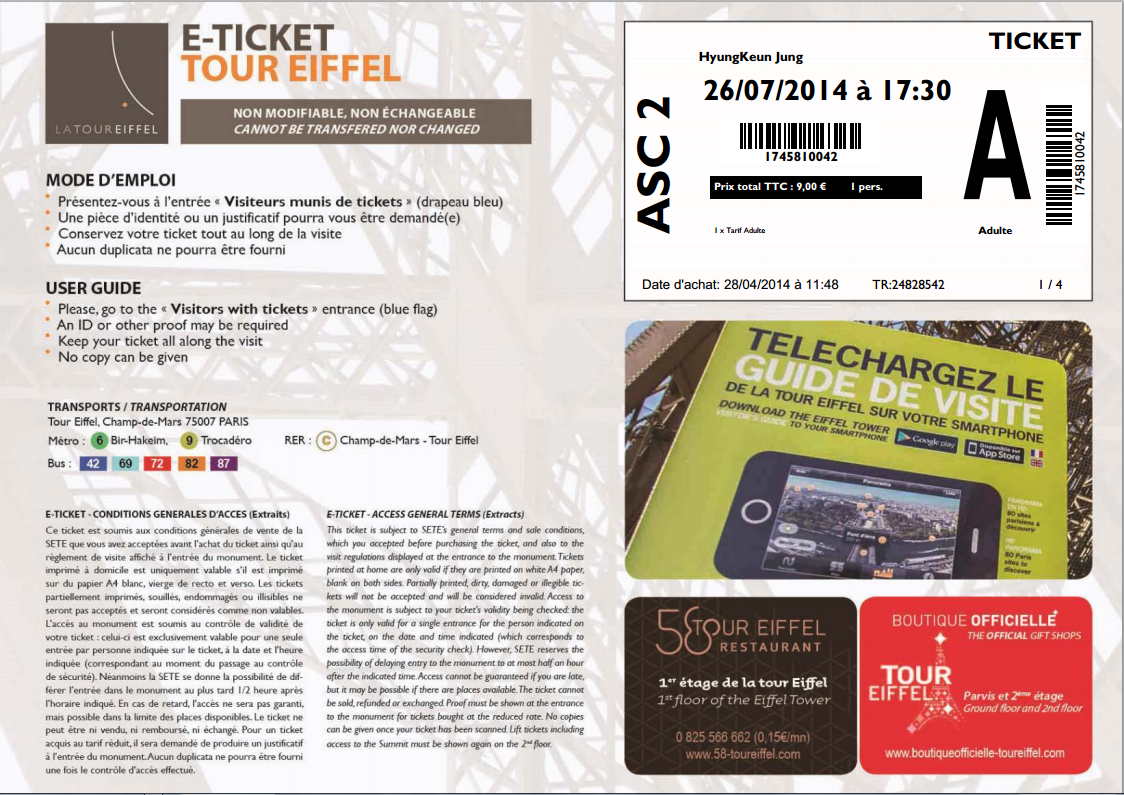 E-TICKET
TOUR EIFFEL
LATOUREIFFEL
NON MODIFIABLE, NON ÉCHANGEABLE
CANNOT BE TRANSFERED NOR CHANGED
MODE D'EMPLOI
Présentez-vous à l'entrée « Visiteurs munis de tickets » (drapeau bleu)
Une pièce d'identité ou un justificatif pourra vous être demandé(e)
Conservez votre ticket tout au long de la visite
Aucun duplicata ne pourra être fourni
USER GUIDE
Please, go to the « Visitors with tickets » entrance (blue flag)
An ID or other proof may be required
Keep your ticket all along the visit
No copy can be given
TRANSPORTS / TRANSPORTATION
Tour Eiffel, Champ-de-Mars 75007 PARIS
Métro : 6 Bir-Hakeim, 9 Trocadéro RER : C Champ-de-Mars - Tour Eiffel
Bus : 42 69 72 82 87
E-TICKET - CONDITIONS GENERALES D'ACCES (Extraits)
Ce ticket est soumis aux conditions générales de vente de la
SETE que vous avez acceptées avant l'achat du ticket ainsi qu'au
règlement de visite affiché à l'entrée du monument. Le ticket
imprimé à domicile est uniquement valable s'il est imprimé
sur du papier A4 blanc, vierge de recto et verso. Les tickets
partiellement imprimés, souillés, endommagés ou illisibles ne
seront pas acceptés et seront considérés comme non valables.
L'accès au monument est soumis au contrôle de validité de
votre ticket : celui-ci est exclusivement valable pour une seule
entrée par personne indiquée sur le ticket, à la date et l'heure
indiquée (correspondant au moment du passage au contrôle
de sécurité). Néanmoins la SETE se donne la possibilité de dif-
férer l'entrée dans le monument au plus tard 1/2 heure après
l'horaire indiqué. En cas de retard, l'accès ne sera pas garanti,
mais possible dans la limite des places disponibles. Le ticket ne
peut être ni vendu, ni remboursé, ni échangé. Pour un ticket
acquis au tarif réduit, il sera demandé de produire un justificatif
à l'entrée du monument. Aucun duplicata ne pourra être fourni
une fois le contrôle d'accès effectué.
E-TICKET - ACCESS GENERAL TERMS (Extracts)
This ticket is subject to SETE's general terms and sale conditions,
which you accepted before purchasing the ticket, and also to the
visit regulations displayed at the entrance to the monument. Tickets
printed at home are only valid if they are printed on white A4 paper,
blank on both sides. Partially printed, dirty, damaged or illegible tic-
kets will not be accepted and will be considered invalid. Access to
the monument is subject to your ticket's validity being checked: the
ticket is only valid for a single entrance for the person indicated on
the ticket, on the date and time indicated (which corresponds to
the access time of the security check). However, SETE reserves the
possibility of delaying entry to the monument to at most half an hour
after the indicated time. Access cannot be guaranteed if you are late,
but it may be possible if there are places available. The ticket cannot
be sold, refunded or exchanged. Proof must be shown at the entrance
to the monument for tickets bought at the reduced rate. No copies
can be given once your ticket has been scanned. Lift tickets including
access to the Summit must be shown again on the 2nd floor.
TICKET
HyungKeun Jung
26/07/2014 à 17:30
ASC 2
1745810042
A
1745810042
Prix total TTC : 9,00 € 1 pers.
1 x Tarif Adulte
Adulte
Date d'achat: 28/04/2014 à 11:48 TR:24828542 1 / 4
TELECHARGEZ LE
GUIDE DE VISITE
DE LA TOUR EIFFEL SUR VOTRE SMARTPHONE
DOWNLOAD THE EIFFEL TOWER
VISITOR'S GUIDE TO YOUR SMARTPHONE
Google play
Disponible sur
App Store
Panorama
PANORAMA
80 sites
parisiens à
découvrir
PANORAMA
80 Paris
sites to
discover
58 TOUR EIFFEL
RESTAURANT
1er étage de la tour Eiffel
1st floor of the Eiffel Tower
0 825 566 662 (0,15€/mn)
www.58-toureiffel.com
BOUTIQUE OFFICIELLE
THE OFFICIAL GIFT SHOPS
TOUR
EIFFEL
Parvis et 2ème étage
Ground floor and 2nd floor
www.boutiqueofficielle-toureiffel.com